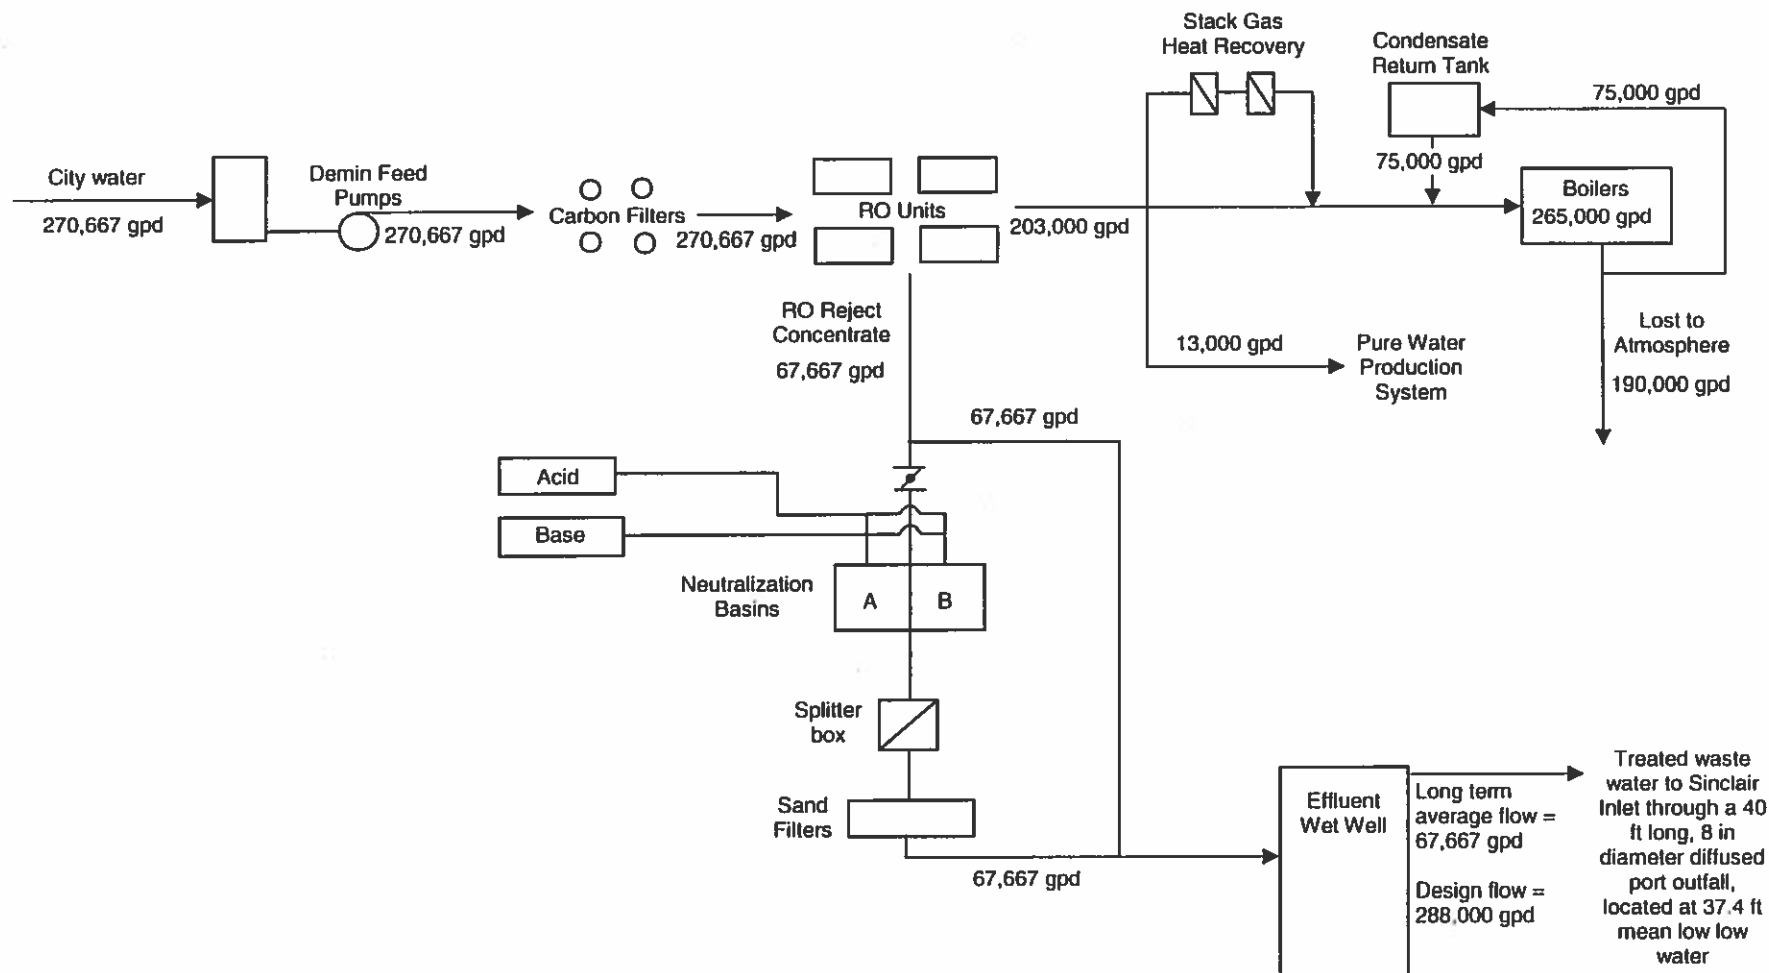 Stack Gas
Heat Recovery
Condensate
Return Tank
75,000 gpd
75,000 gpd
City water
270,667 gpd
Demin Feed
Pumps
270,667 gpd
Carbon Filters
270,667 gpd
RO Units
203,000 gpd
Boilers
265,000 gpd
RO Reject
Concentrate
67,667 gpd
13,000 gpd
Pure Water
Production
System
Lost to
Atmosphere
190,000 gpd
67,667 gpd
Acid
Base
Neutralization
Basins
A
B
Splitter
box
Sand
Filters
67,667 gpd
Effluent
Wet Well
Long term
average flow =
67,667 gpd
Design flow =
288,000 gpd
Treated waste
water to Sinclair
Inlet through a 40
ft long, 8 in
diameter diffused
port outfall,
located at 37.4 ft
mean low low
water